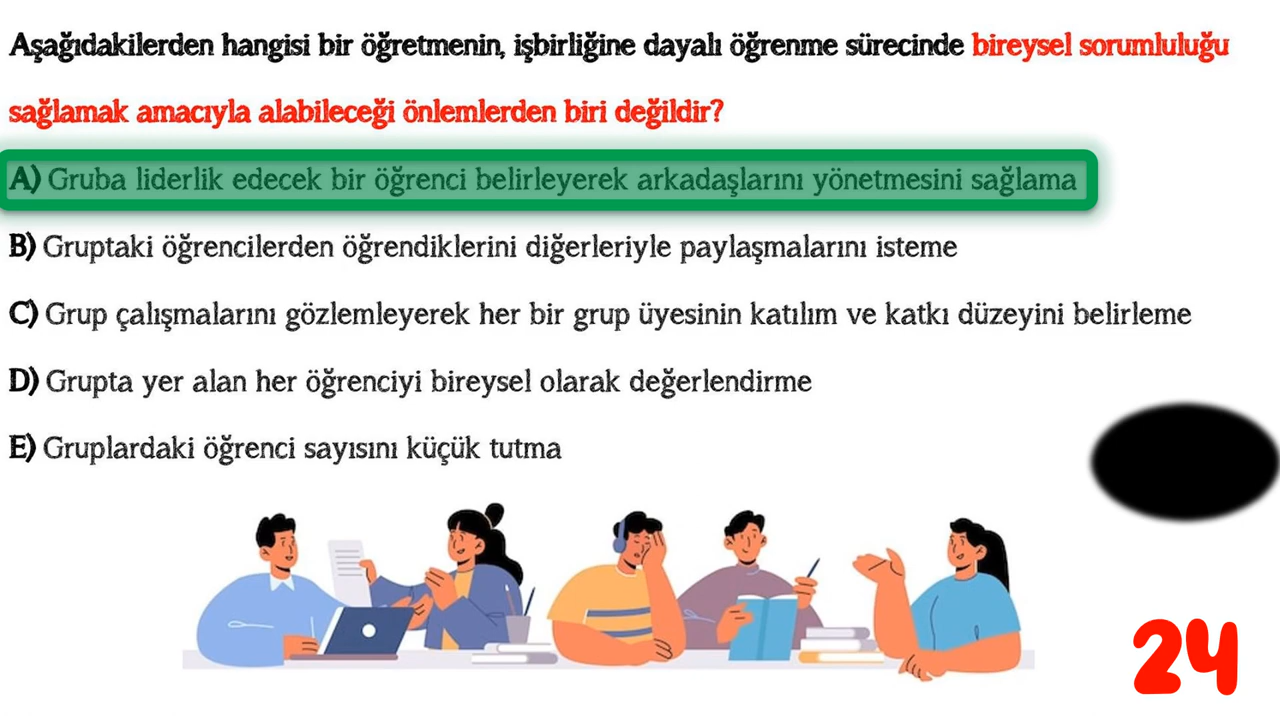 Aşağıdakilerden hangisi bir öğretmenin, işbirliğine dayalı öğrenme sürecinde bireysel sorumluluğu
sağlamak amacıyla alabileceği önlemlerden biri değildir?
A) Gruba liderlik edecek bir öğrenci belirleyerek arkadaşlarını yönetmesini sağlama
B) Gruptaki öğrencilerden öğrendiklerini diğerleriyle paylaşmalarını isteme
C) Grup çalışmalarını gözlemleyerek her bir grup üyesinin katılım ve katkı düzeyini belirleme
D) Grupta yer alan her öğrenciyi bireysel olarak değerlendirme
E) Gruplardaki öğrenci sayısını küçük tutma
24